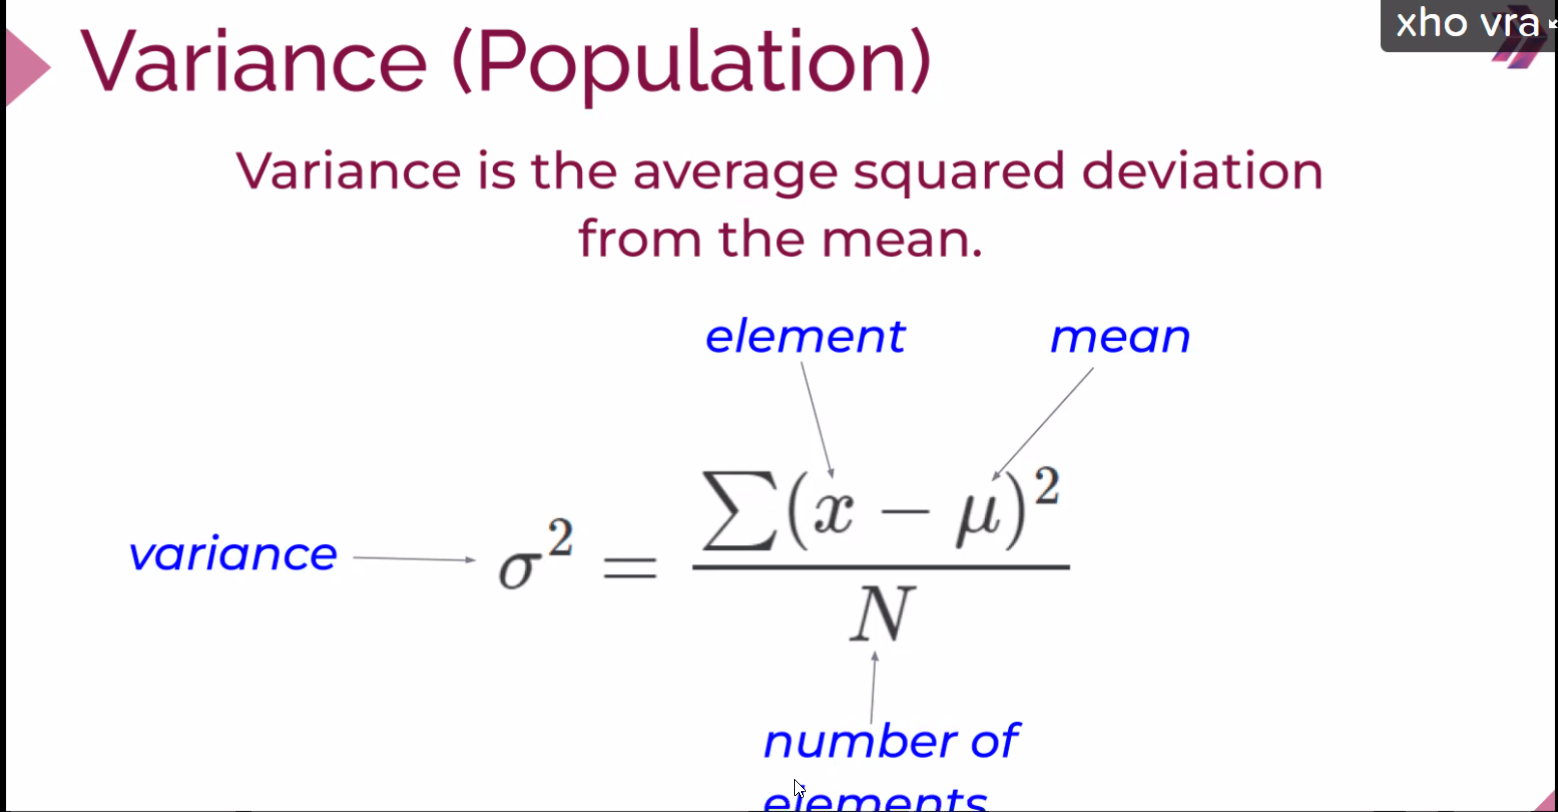 xho vra
Variance (Population)
Variance is the average squared deviation
from the mean.
element mean
variance σ² = ∑(x − μ)² / N
number of
elements